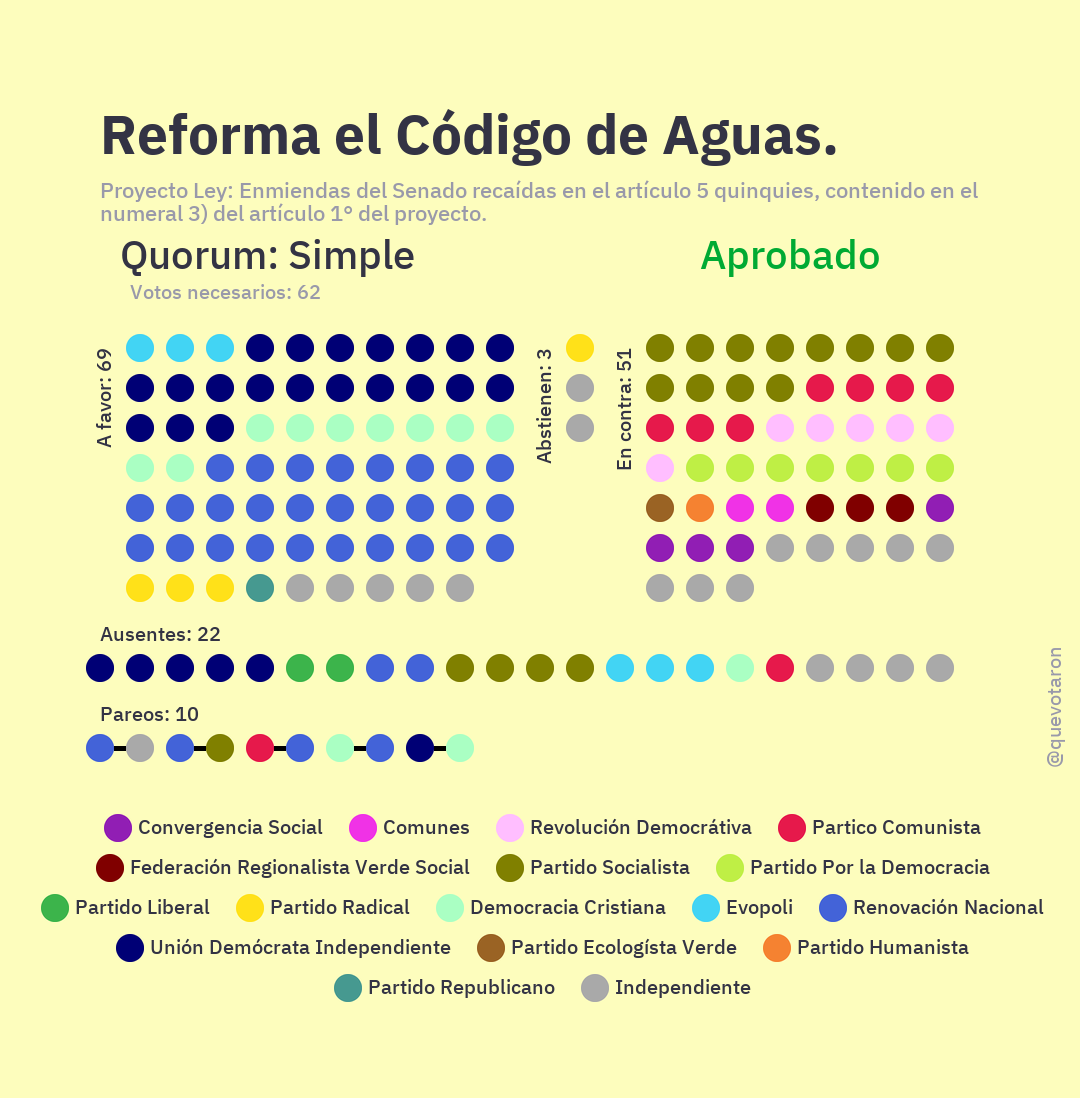 Reforma el Código de Aguas.
Proyecto Ley: Enmiendas del Senado recaídas en el artículo 5 quinquies, contenido en el
numeral 3) del artículo 1° del proyecto.
Quorum: Simple
Aprobado
Votos necesarios: 62
A favor: 69
Abstienen: 3
En contra: 51
Ausentes: 22
Pareos: 10
@quevotaron
Convergencia Social
Comunes
Revolución Democrátiva
Partico Comunista
Federación Regionalista Verde Social
Partido Socialista
Partido Por la Democracia
Partido Liberal
Partido Radical
Democracia Cristiana
Evopoli
Renovación Nacional
Unión Demócrata Independiente
Partido Ecologísta Verde
Partido Humanista
Partido Republicano
Independiente